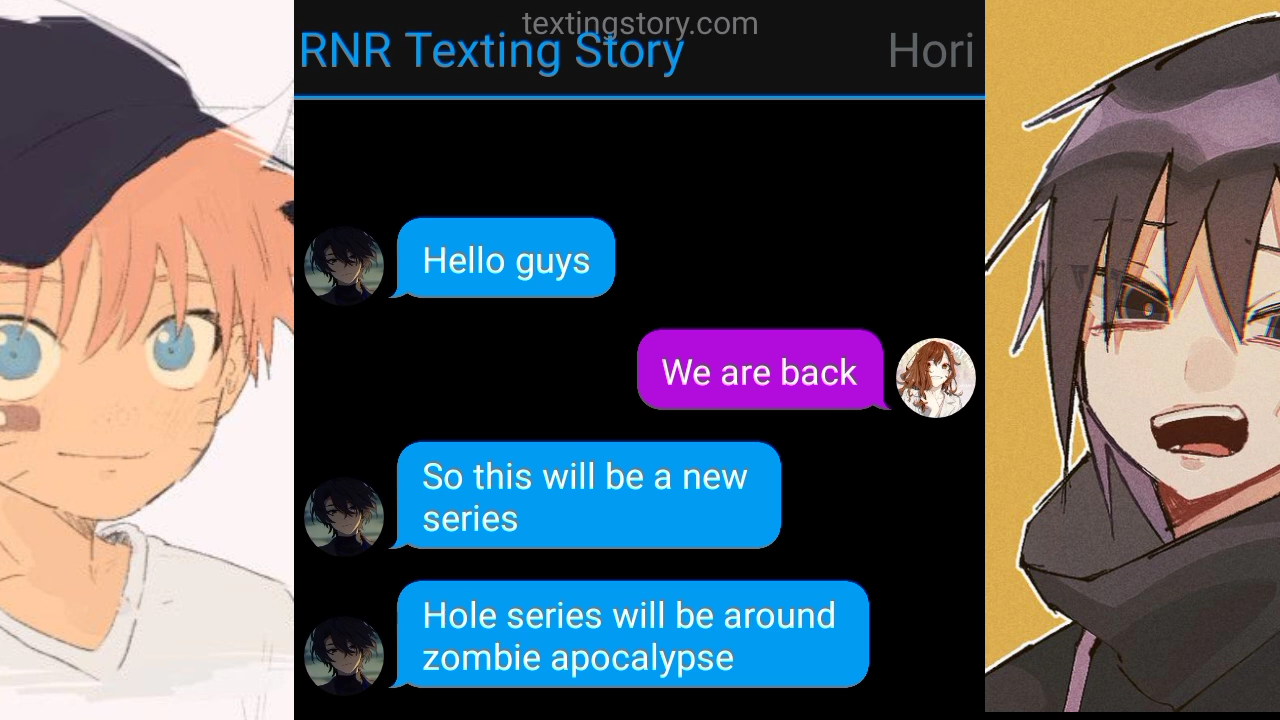 textingstory.com
RNR Texting Story
Hori
Hello guys
We are back
So this will be a new
series
Hole series will be around
zombie apocalypse